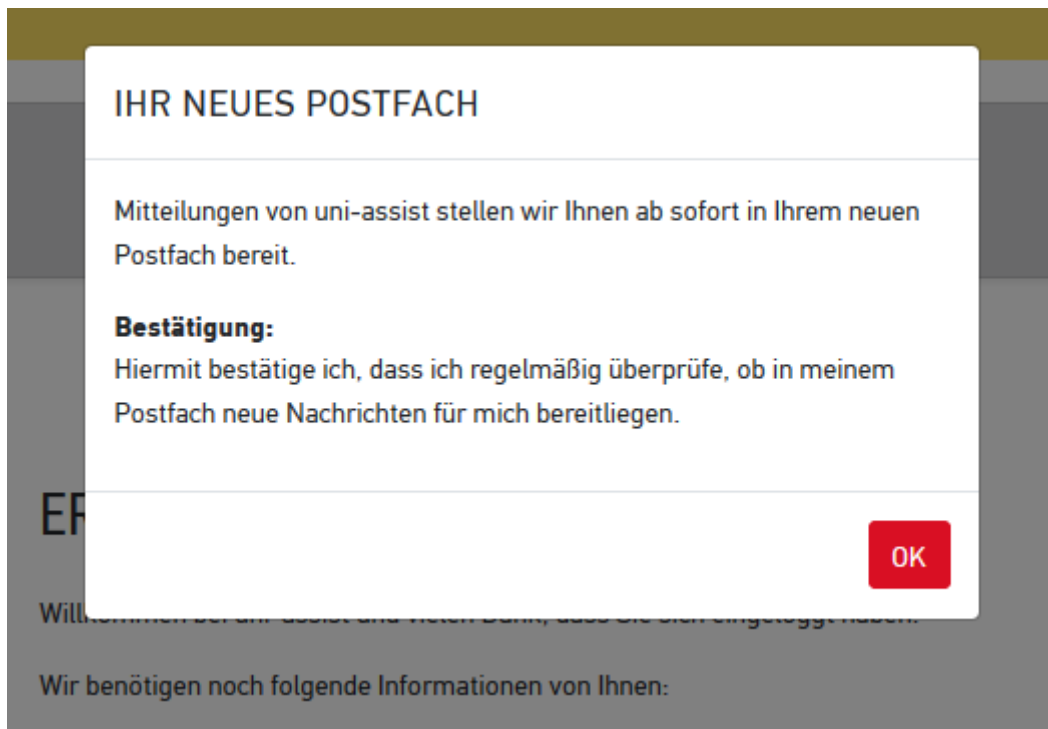 IHR NEUES POSTFACH
Mitteilungen von uni-assist stellen wir Ihnen ab sofort in Ihrem neuen
Postfach bereit.
Bestätigung:
Hiermit bestätige ich, dass ich regelmäßig überprüfe, ob in meinem
Postfach neue Nachrichten für mich bereitliegen.
OK
Wir benötigen noch folgende Informationen von Ihnen: